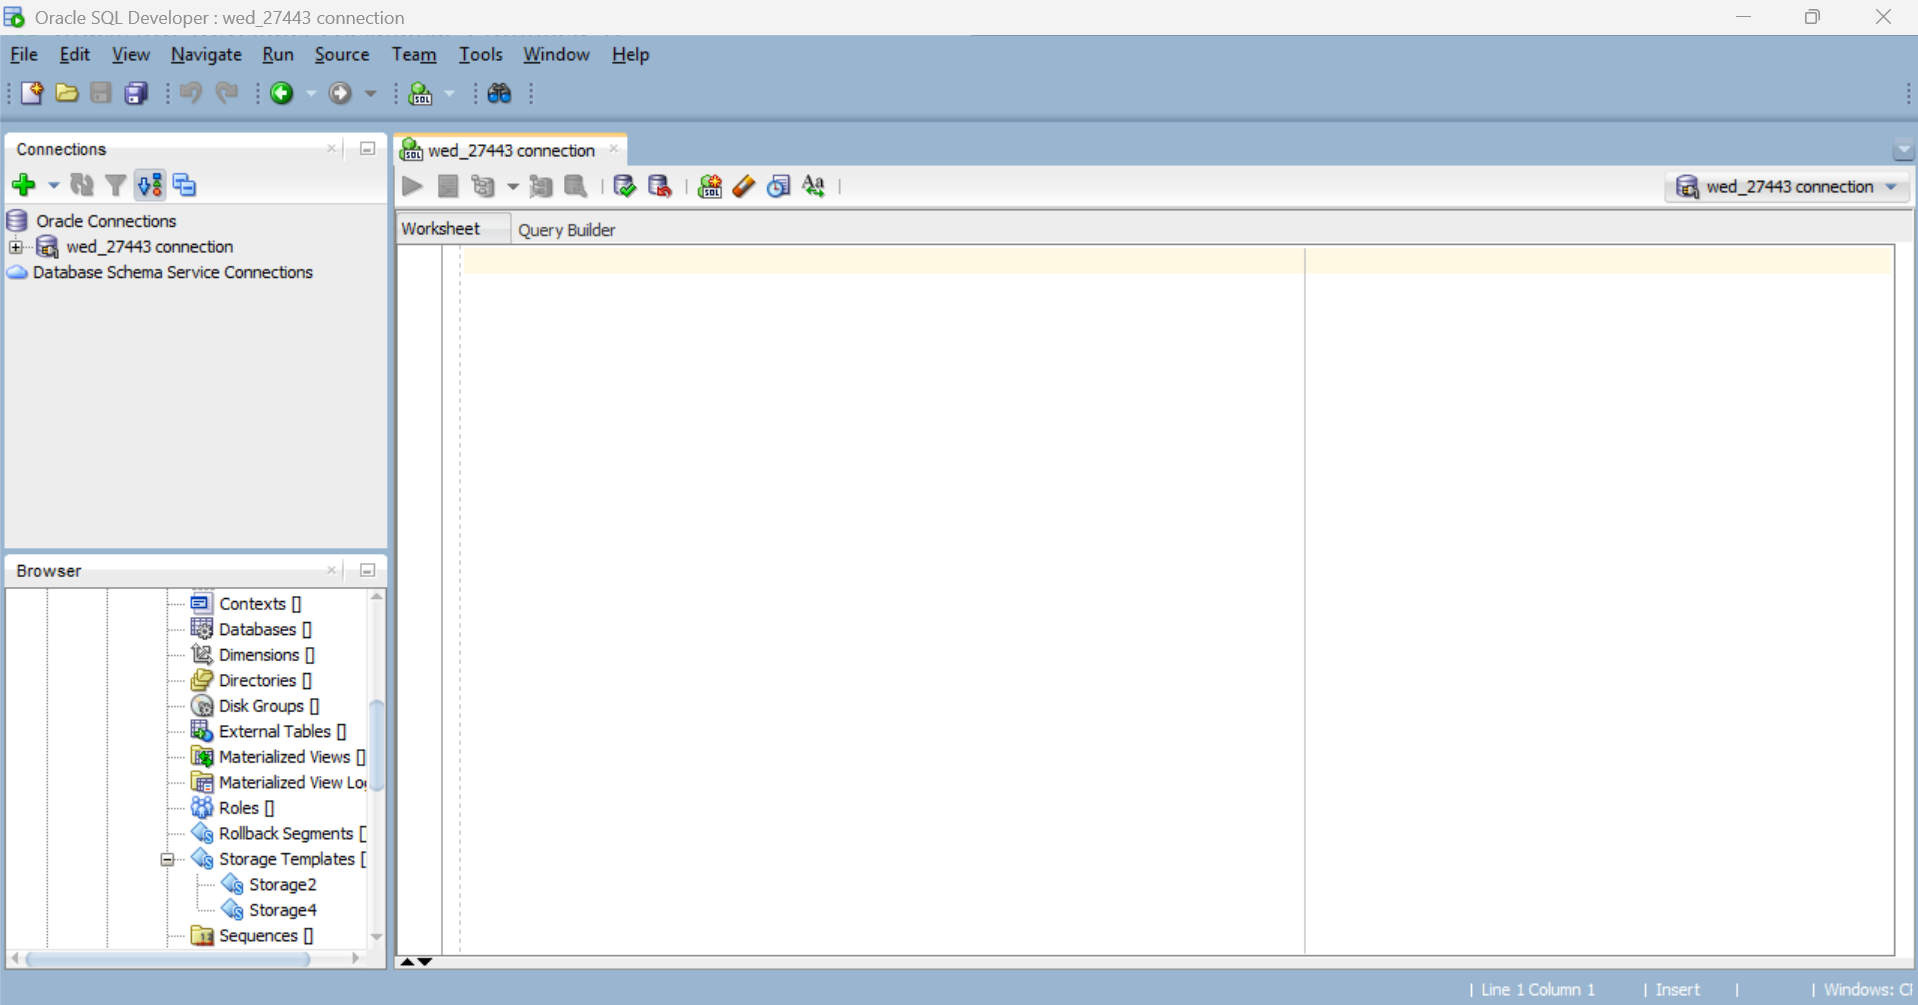 Oracle SQL Developer : wed_27443 connection
File Edit View Navigate Run Source Team Tools Window Help
Connections
Oracle Connections
wed_27443 connection
Database Schema Service Connections
Browser
Contexts []
Databases []
Dimensions []
Directories []
Disk Groups []
External Tables []
Materialized Views []
Materialized View Lo
Roles []
Rollback Segments [
Storage Templates [
Storage2
Storage4
Sequences []
wed_27443 connection
wed_27443 connection
Worksheet Query Builder
| Line 1 Column 1 | Insert | | Windows: C